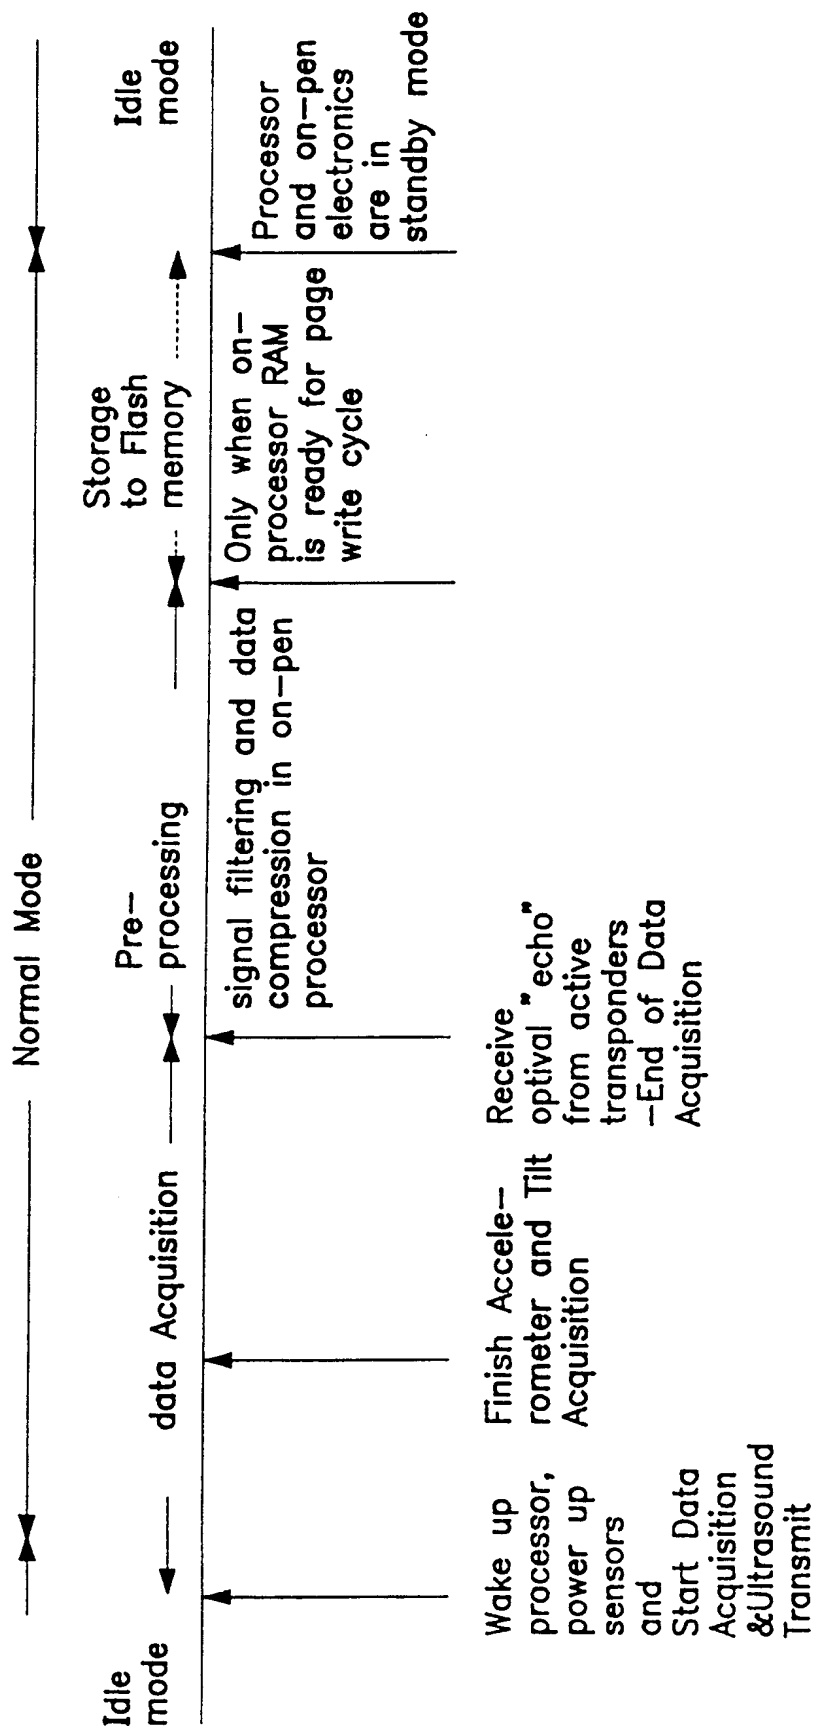 Normal Mode
Idle
mode
data Acquisition
Pre-
processing
Storage
to Flash
memory
Idle
mode
signal filtering and data
compression in on-pen
processor
Only when on-
processor RAM
is ready for page
write cycle
Processor
and on-pen
electronics
are in
standby mode
Wake up
processor,
power up
sensors
and
Start Data
Acquisition
&Ultrasound
Transmit
Finish Accele-
rometer and Tilt
Acquisition
Receive
optival "echo"
from active
transponders
-End of Data
Acquisition